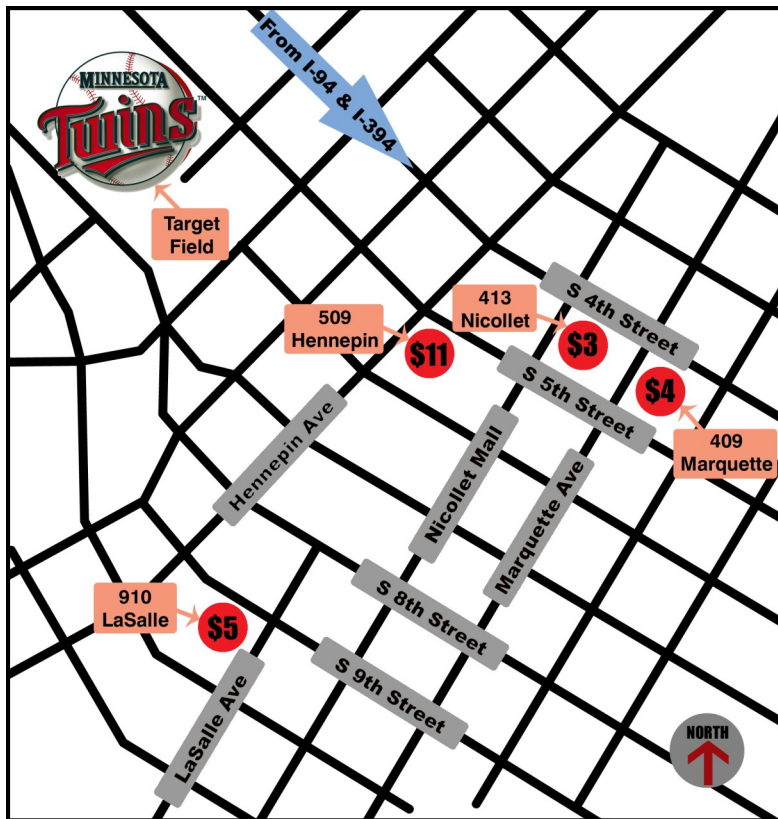 From I-94 & I-394
MINNESOTA
Twins
TM
Target
Field
S 4th Street
413
Nicollet
509
Hennepin
$11
$3
$4
S 5th Street
409
Marquette
Hennepin Ave
Nicollet Mall
Marquette Ave
910
LaSalle
$5
S 8th Street
S 9th Street
LaSalle Ave
NORTH